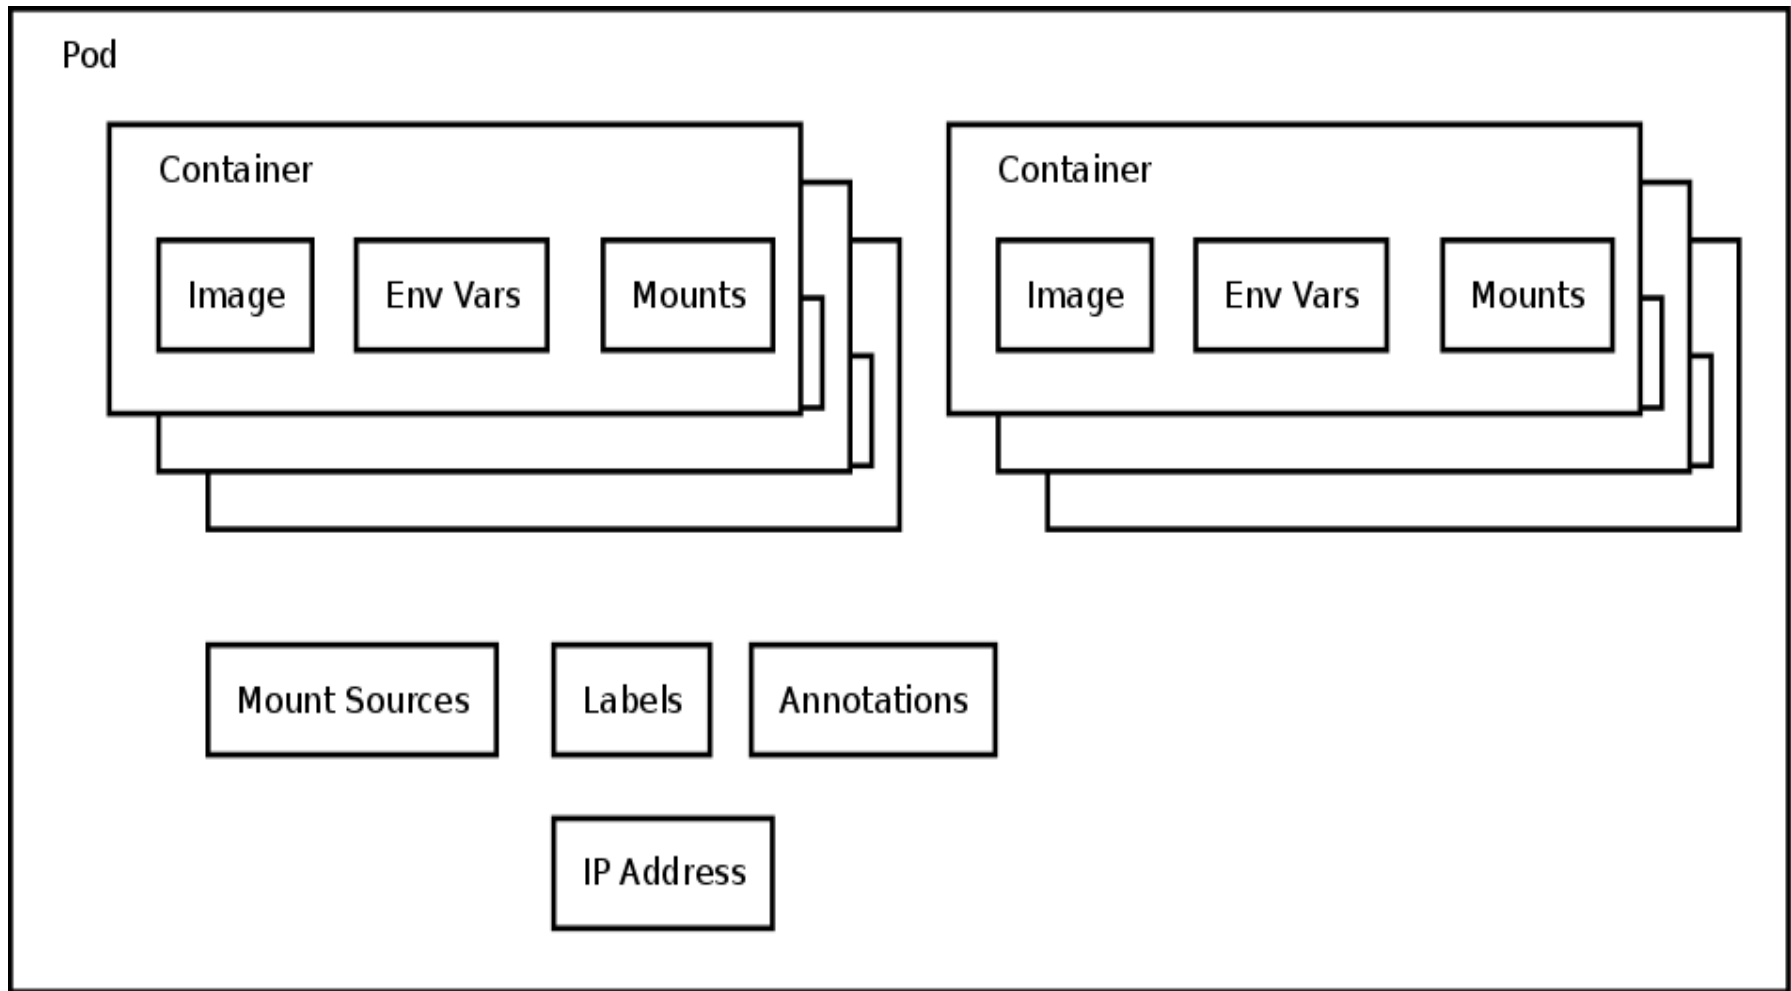 Pod
Container
Image
Env Vars
Mounts
Container
Image
Env Vars
Mounts
Mount Sources
Labels
Annotations
IP Address